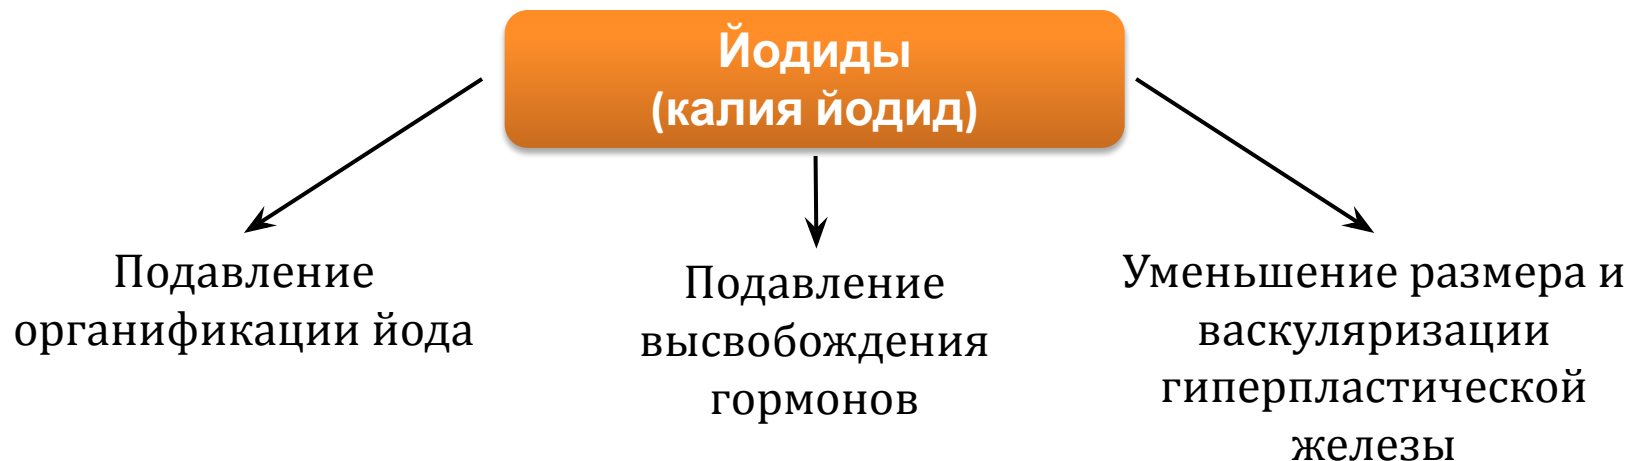 Йодиды
(калия йодид)
Подавление
органификации йода
Подавление
высвобождения
гормонов
Уменьшение размера и
васкуляризации
гиперпластической
железы